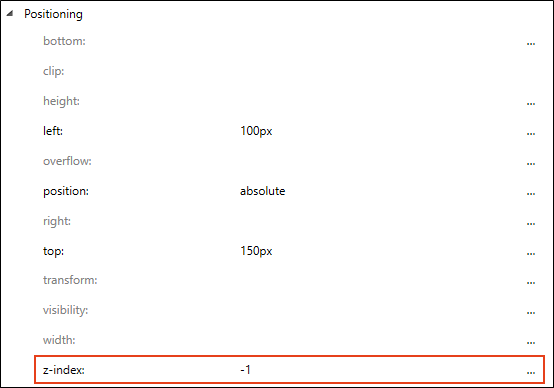 Positioning
bottom: ...
clip: ...
height: ...
left: 100px ...
overflow: ...
position: absolute ...
right: ...
top: 150px ...
transform: ...
visibility: ...
width: ...
z-index: -1 ...